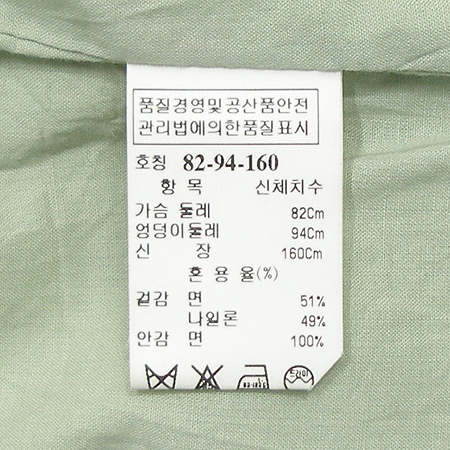 품질경영및공산품안전
관리법에의한품질표시
호칭 82-94-160
항 목 신체치수
가슴 둘레 82Cm
엉덩이둘레 94Cm
신 장 160Cm
혼 용 율(%)
겉감 면 51%
나일론 49%
안감 면 100%
드라이